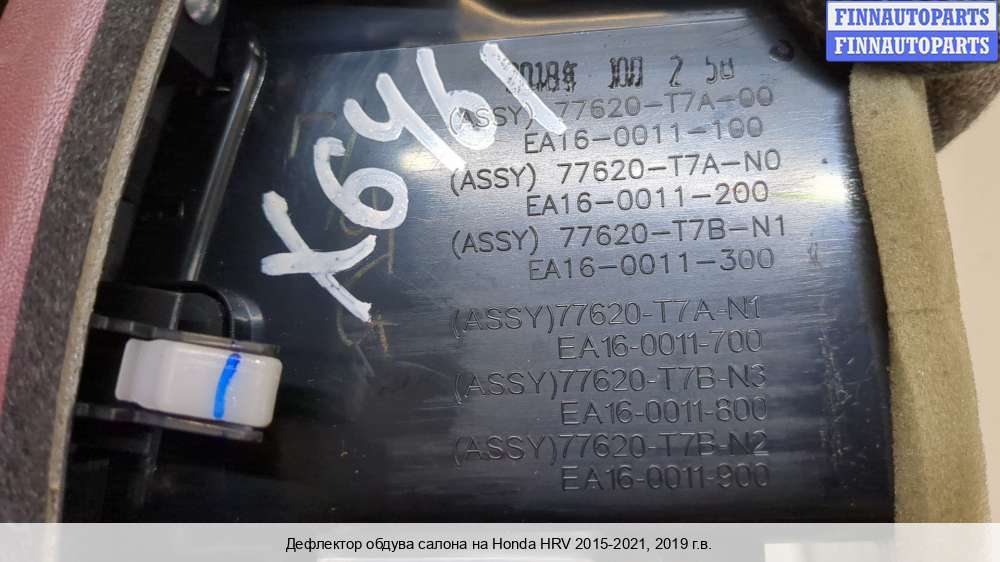 FINNAUTOPARTS
FINNAUTOPARTS
(ASSY) 77620-T7A-00
EA16-0011-100
(ASSY) 77620-T7A-N0
EA16-0011-200
(ASSY) 77620-T7B-N1
EA16-0011-300
(ASSY)77620-T7A-N1
EA16-0011-700
(ASSY)77620-T7B-N3
EA16-0011-800
(ASSY)77620-T7B-N2
EA16-0011-900
Дефлектор обдува салона на Honda HRV 2015-2021, 2019 г.в.